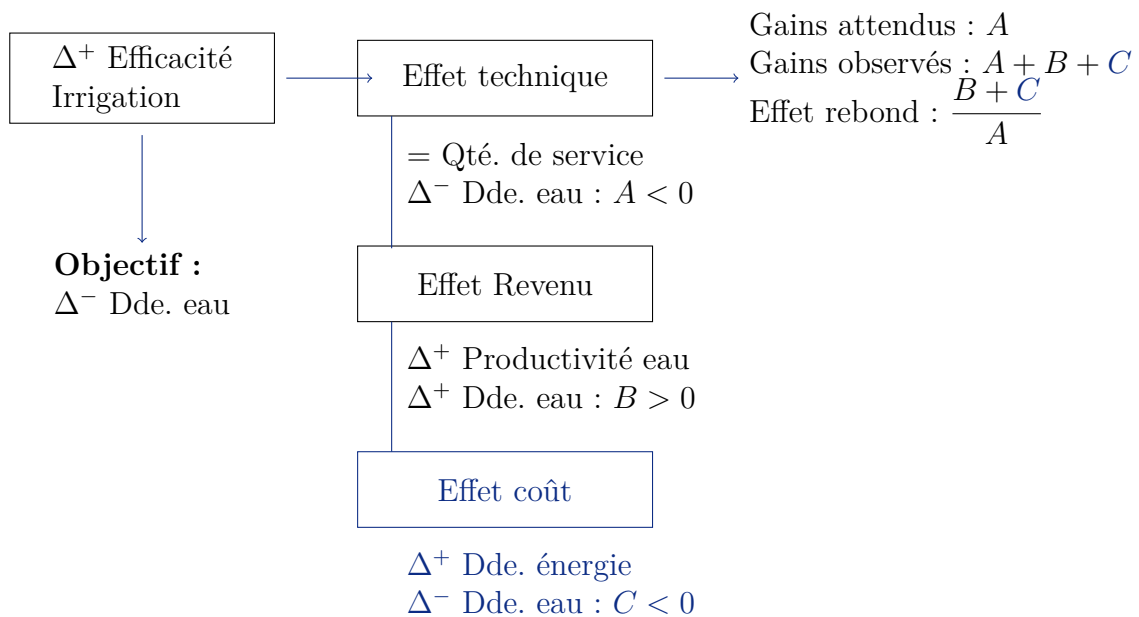 Δ⁺ Efficacité
Irrigation
Objectif :
Δ⁻ Dde. eau
Effet technique
= Qté. de service
Δ⁻ Dde. eau : A < 0
Effet Revenu
Δ⁺ Productivité eau
Δ⁺ Dde. eau : B > 0
Effet coût
Δ⁺ Dde. énergie
Δ⁻ Dde. eau : C < 0
Gains attendus : A
Gains observés : A + B + C
Effet rebond : (B + C)/A